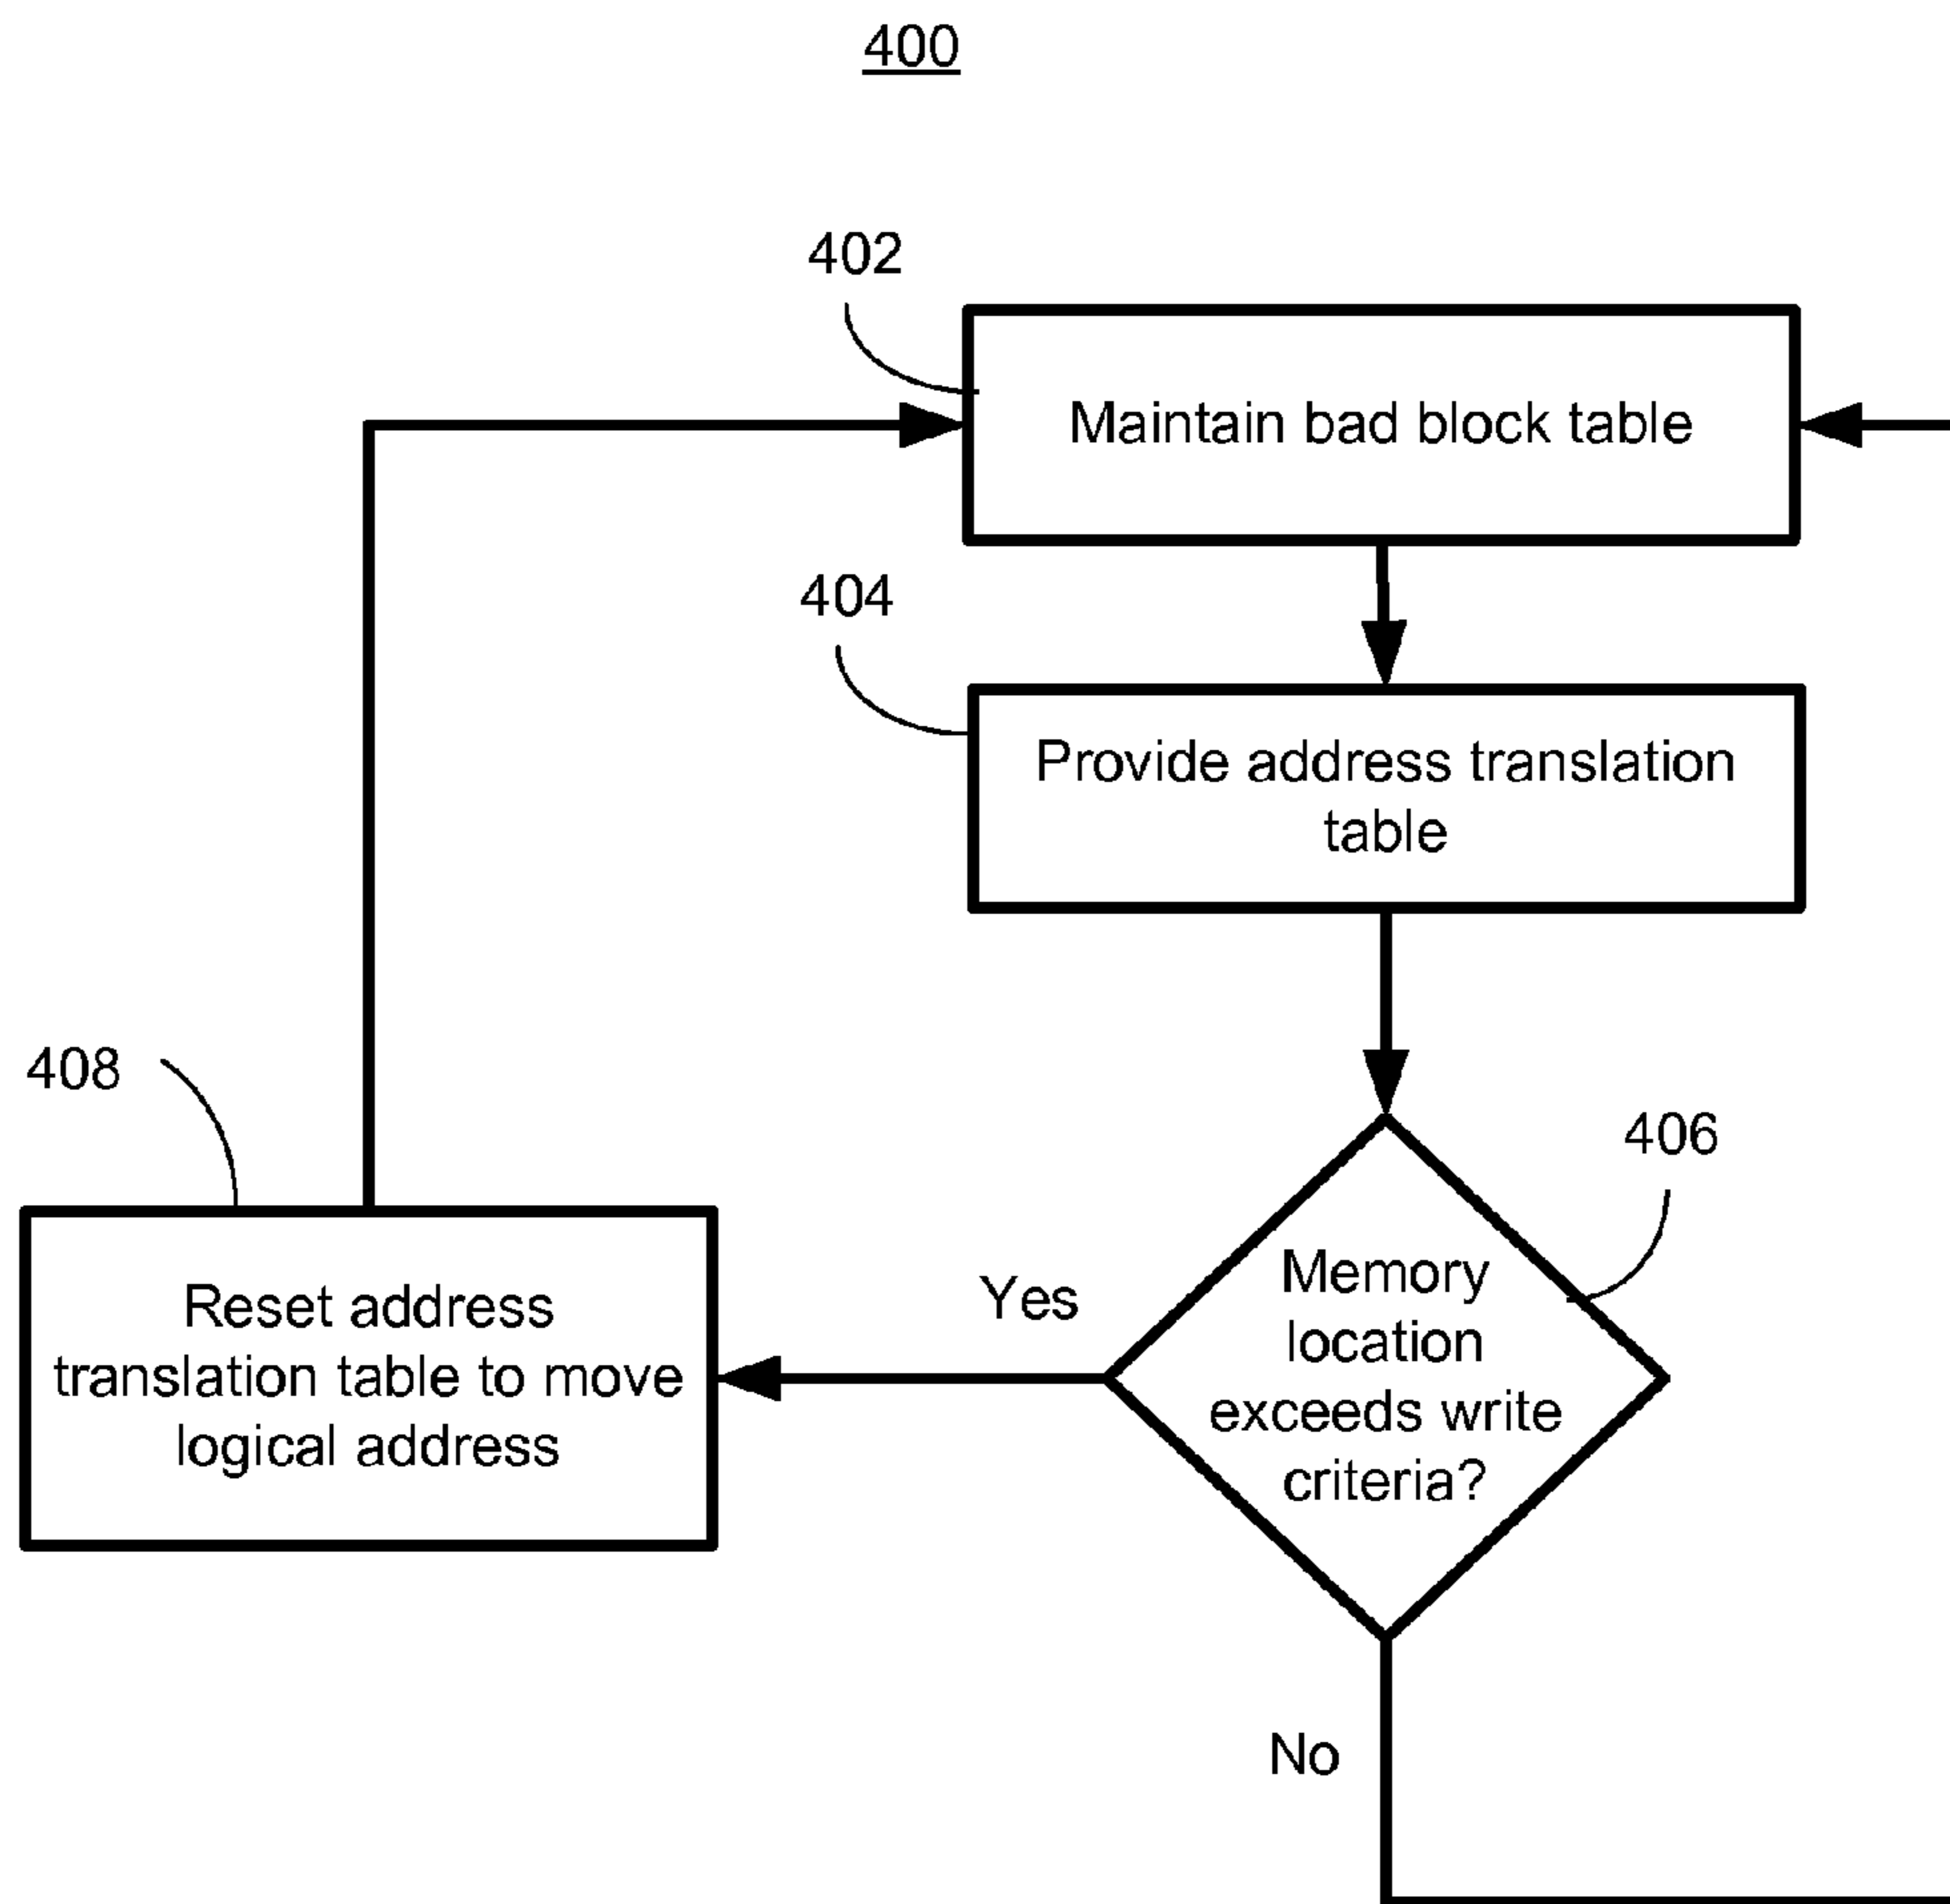 400
402
Maintain bad block table
404
Provide address translation
table
408
406
Memory
location
exceeds write
criteria?
Yes
Reset address
translation table to move
logical address
No